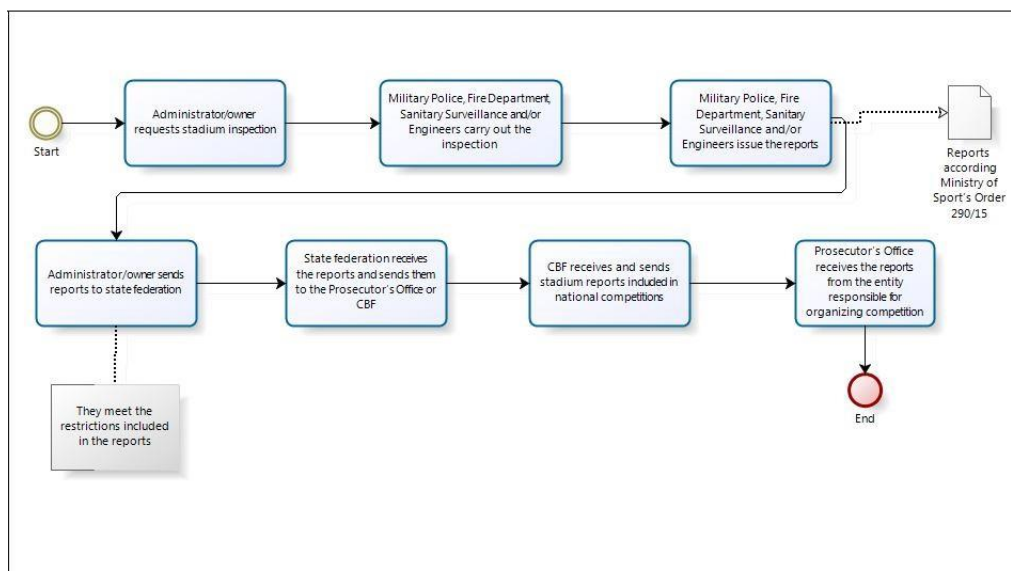 Start
Administrator/owner
requests stadium inspection
Military Police, Fire Department,
Sanitary Surveillance and/or
Engineers carry out the
inspection
Military Police, Fire
Department, Sanitary
Surveillance and/or
Engineers issue the reports
Reports
according
Ministry of
Sport's Order
290/15
Administrator/owner sends
reports to state federation
State federation receives
the reports and sends them
to the Prosecutor's Office or
CBF
CBF receives and sends
stadium reports included in
national competitions
Prosecutor's Office
receives the reports
from the entity
responsible for
organizing competition
They meet the
restrictions included
in the reports
End